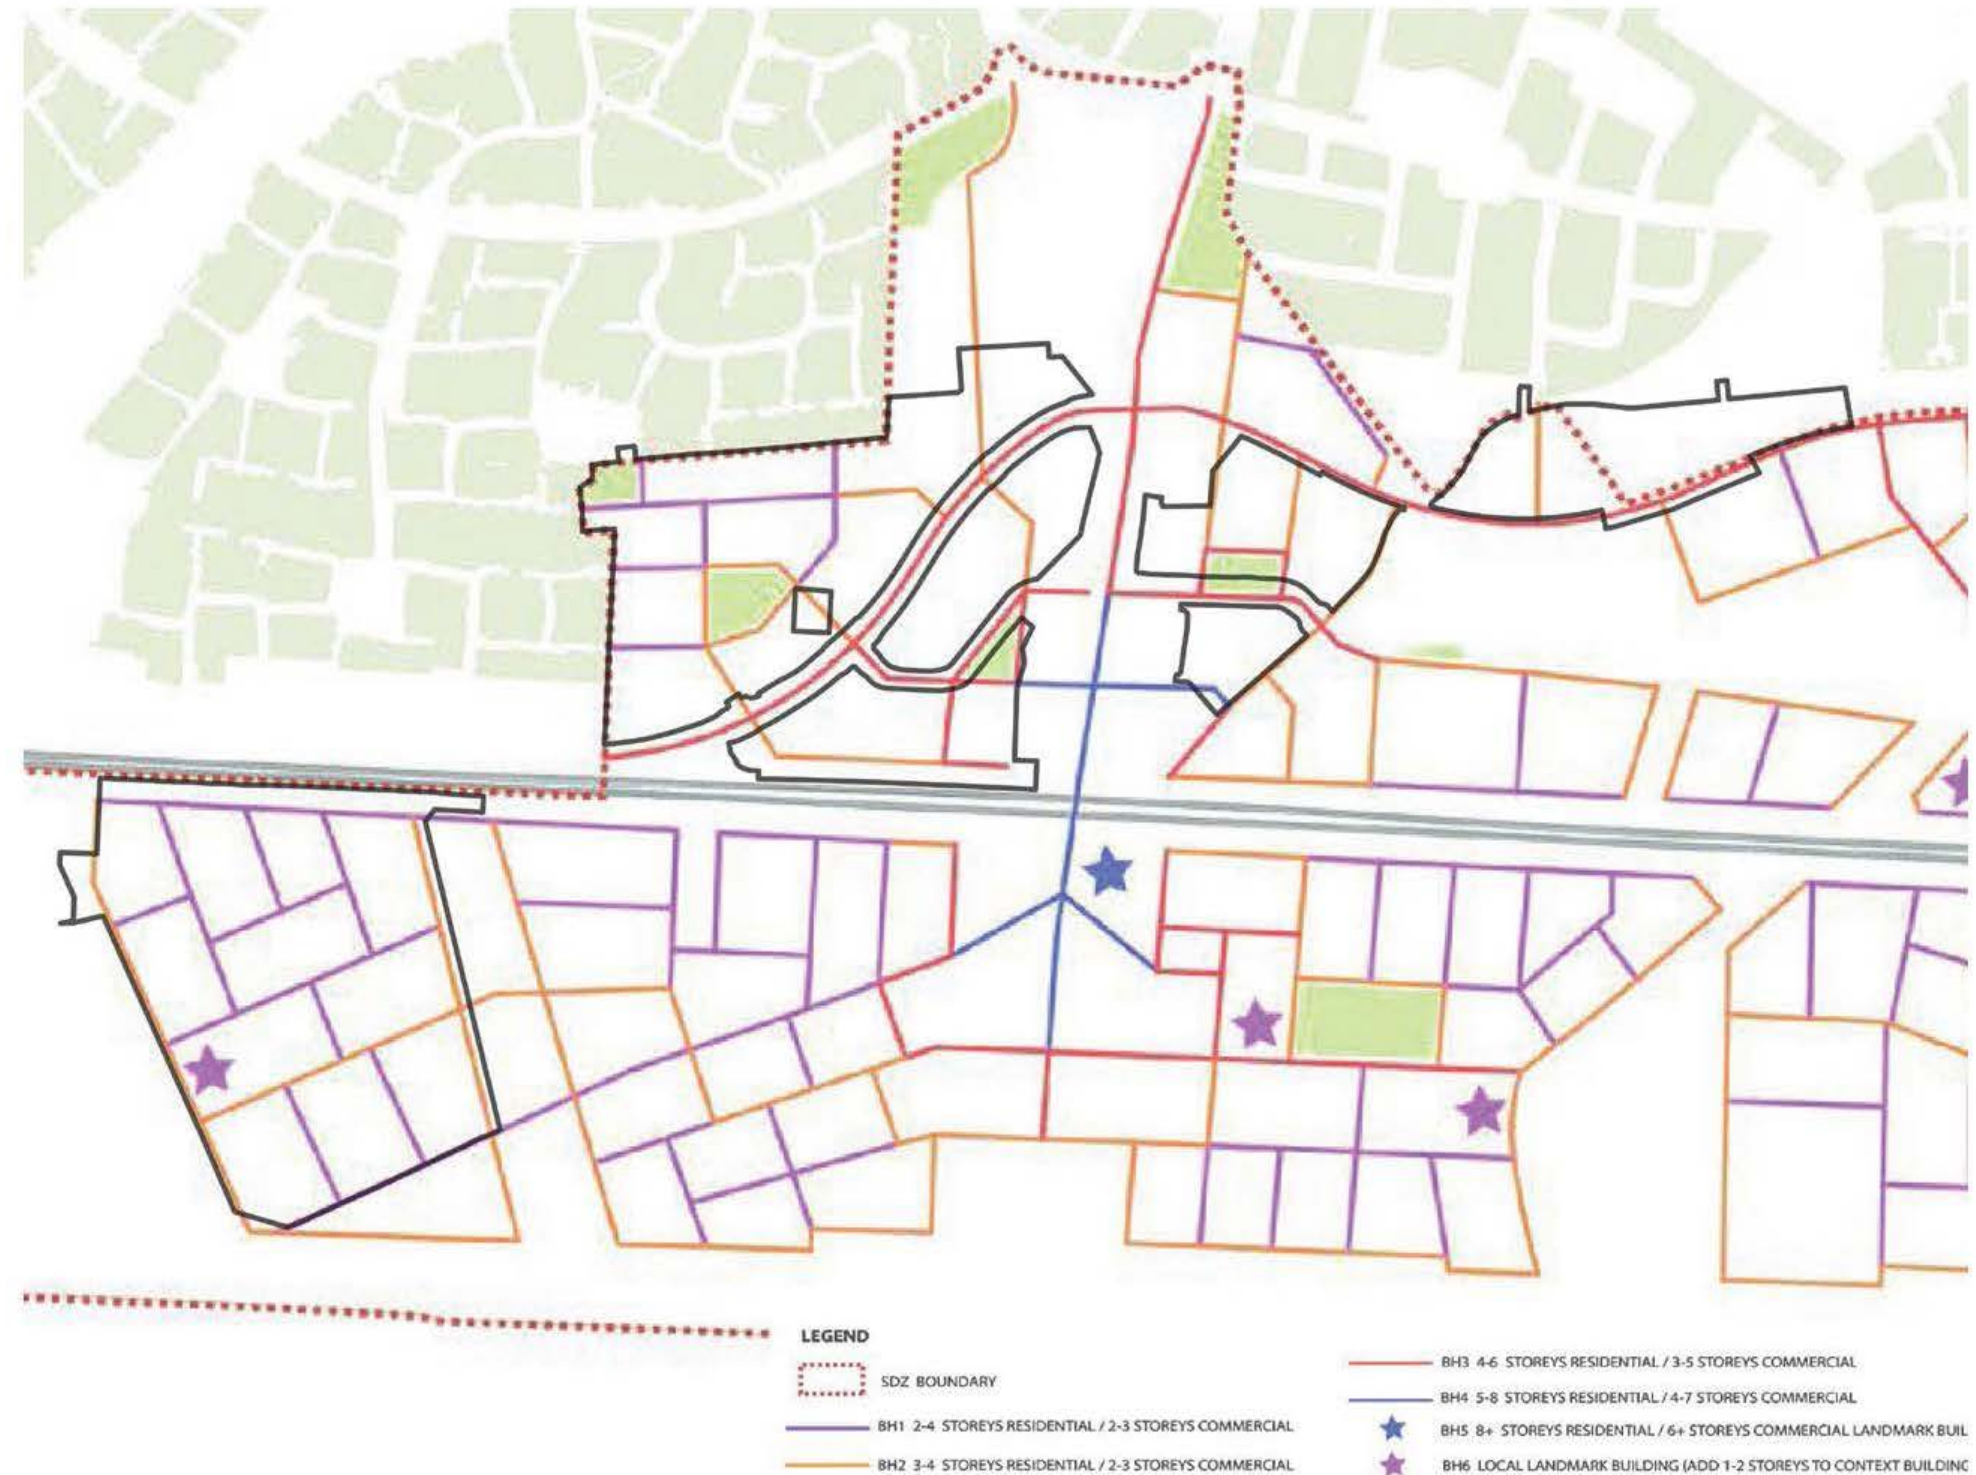 LEGEND
SDZ BOUNDARY
BH1 2-4 STOREYS RESIDENTIAL / 2-3 STOREYS COMMERCIAL
BH2 3-4 STOREYS RESIDENTIAL / 2-3 STOREYS COMMERCIAL
BH3 4-6 STOREYS RESIDENTIAL / 3-5 STOREYS COMMERCIAL
BH4 5-8 STOREYS RESIDENTIAL / 4-7 STOREYS COMMERCIAL
BH5 8+ STOREYS RESIDENTIAL / 6+ STOREYS COMMERCIAL LANDMARK BUIL
BH6 LOCAL LANDMARK BUILDING (ADD 1-2 STOREYS TO CONTEXT BUILDING